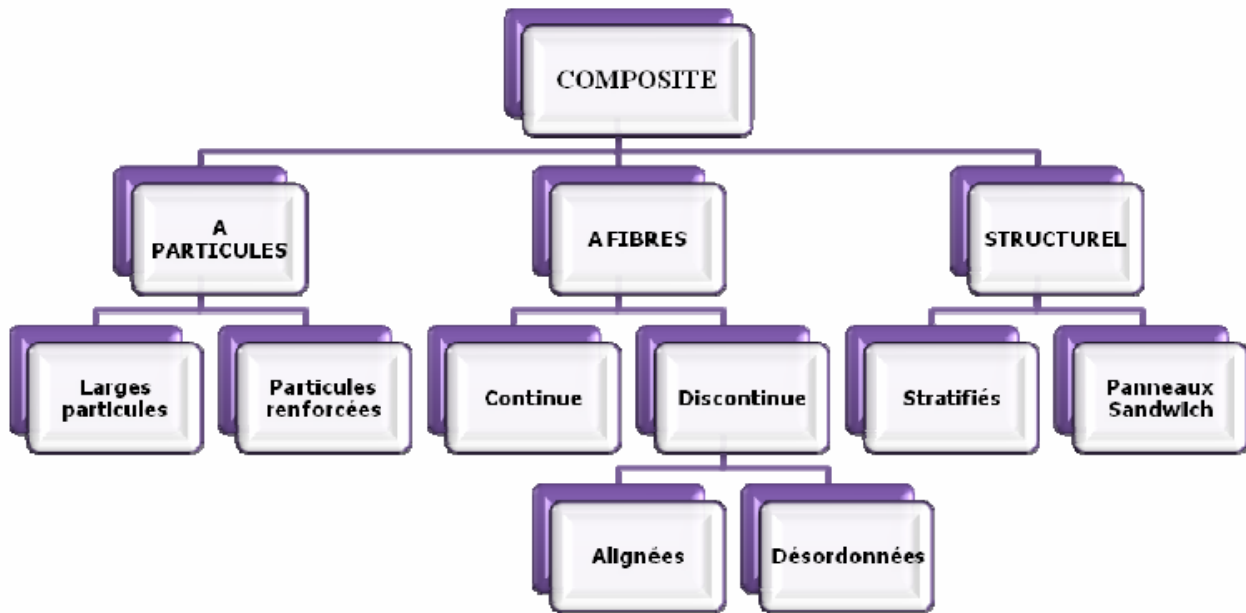 COMPOSITE
A
PARTICULES
A FIBRES
STRUCTUREL
Larges
particules
Particules
renforcées
Continue
Discontinue
Stratifiés
Panneaux
Sandwich
Alignées
Désordonnées